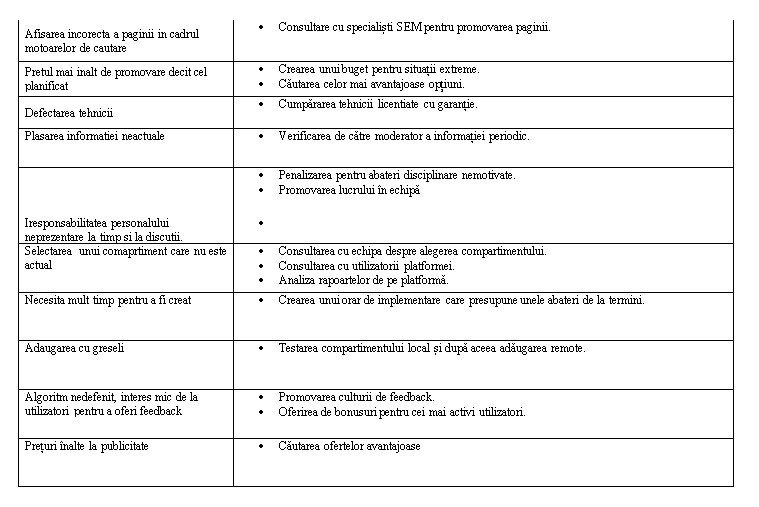 Afisarea incorecta a paginii in cadrul
motoarelor de cautare
• Consultare cu specialiști SEM pentru promovarea paginii.
Pretul mai inalt de promovare decit cel
planificat
• Crearea unui buget pentru situații extreme.
• Căutarea celor mai avantajoase opțiuni.
Defectarea tehnicii
• Cumpărarea tehnicii licentiate cu garanție.
Plasarea informatiei neactuale
• Verificarea de către moderator a informației periodic.
Iresponsabilitatea personalului
neprezentare la timp si la discutii.
• Penalizarea pentru abateri disciplinare nemotivate.
• Promovarea lucrului în echipă
•
Selectarea unui comaprtiment care nu este
actual
• Consultarea cu echipa despre alegerea compartimentului.
• Consultarea cu utilizatorii platformei.
• Analiza rapoartelor de pe platformă.
Necesita mult timp pentru a fi creat
• Crearea unui orar de implementare care presupune unele abateri de la termini.
Adaugarea cu greseli
• Testarea compartimentului local și după aceea adăugarea remote.
Algoritm nedefenit, interes mic de la
utilizatori pentru a oferi feedback
• Promovarea culturii de feedback.
• Oferirea de bonusuri pentru cei mai activi utilizatori.
Prețuri înalte la publicitate
• Căutarea ofertelor avantajoase